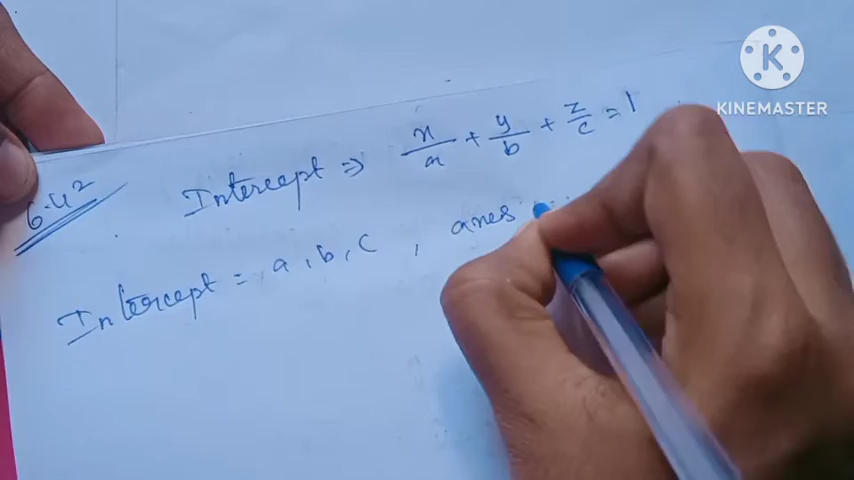 KINEMASTER
6.4²
Intercept ⇒ x/a + y/b + z/c = 1
Intercept = a, b, c , axes